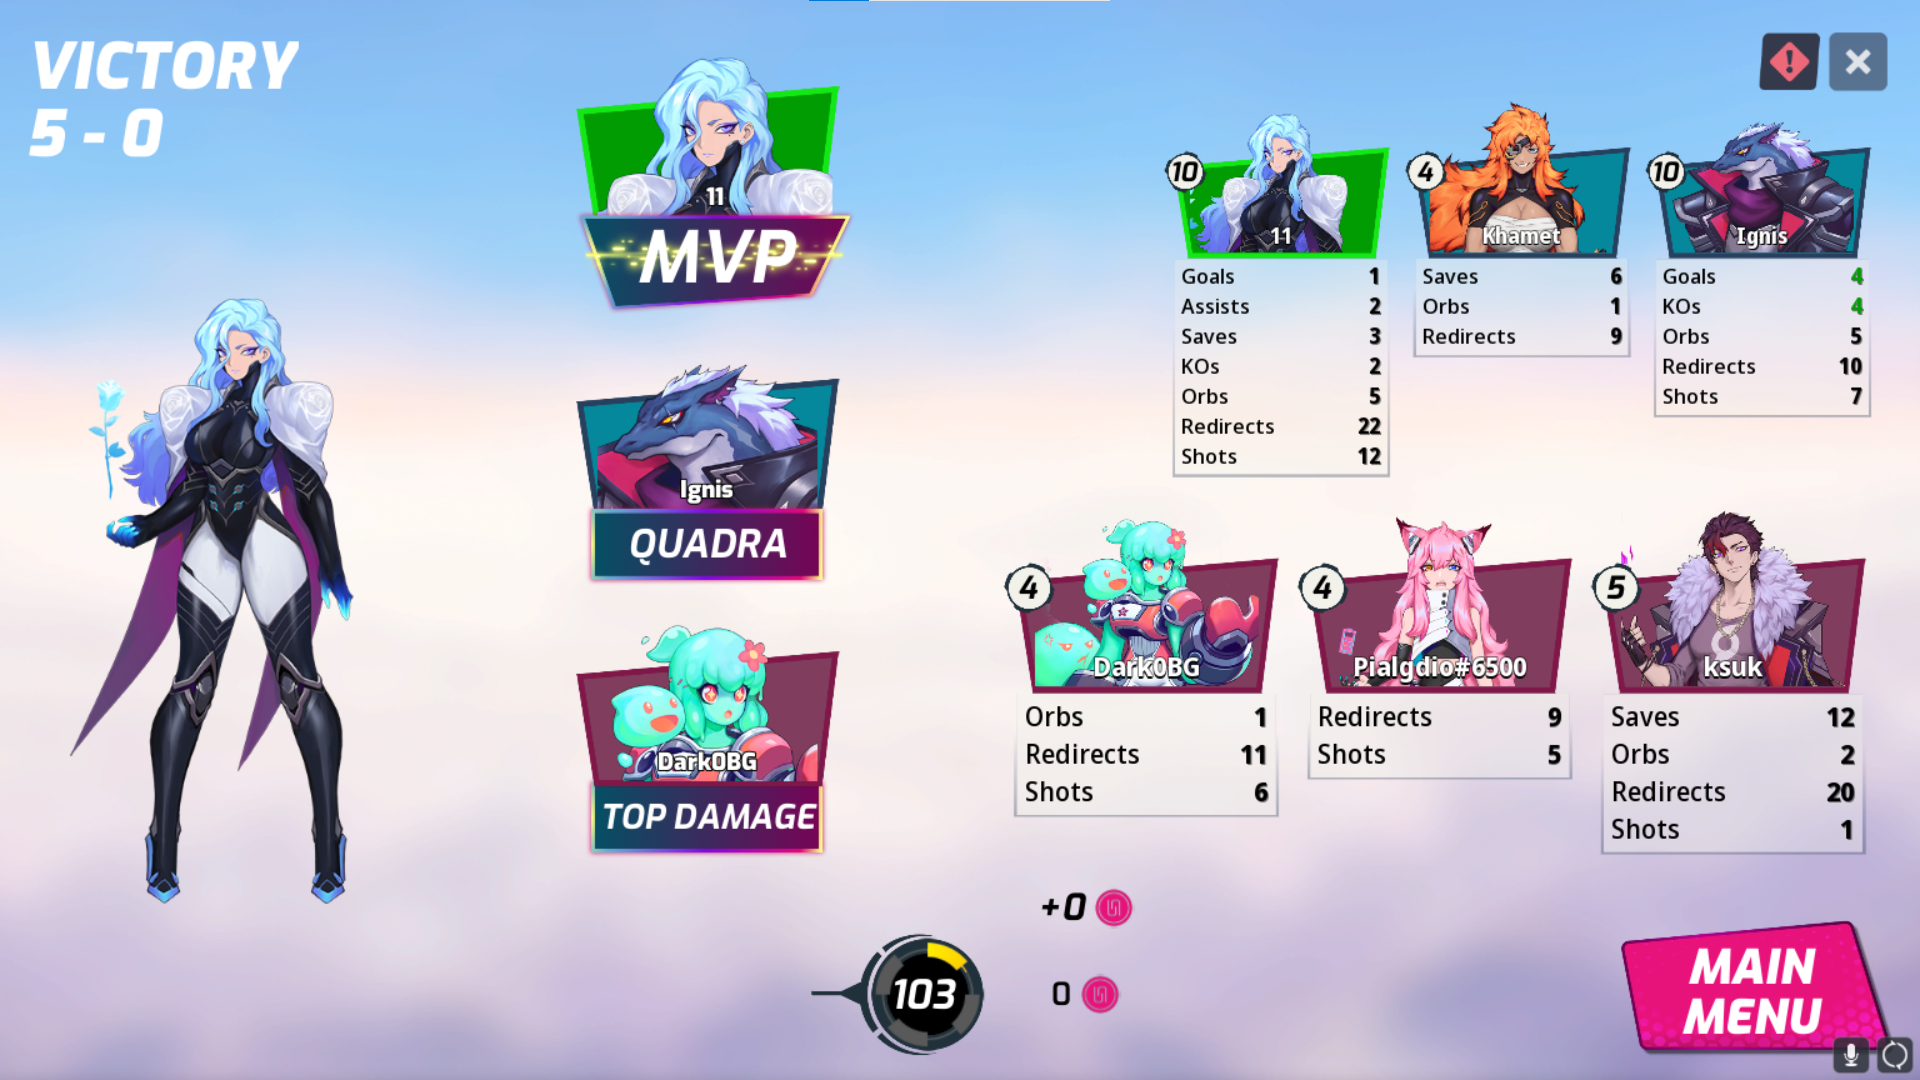 VICTORY
5 - 0
11
MVP
Ignis
QUADRA
Dark0BG
TOP DAMAGE
10
11
Goals 1
Assists 2
Saves 3
KOs 2
Orbs 5
Redirects 22
Shots 12
4
Khamet
Saves 6
Orbs 1
Redirects 9
10
Ignis
Goals 4
KOs 4
Orbs 5
Redirects 10
Shots 7
4
Dark0BG
Orbs 1
Redirects 11
Shots 6
4
Pialgdio#6500
Redirects 9
Shots 5
5
ksuk
Saves 12
Orbs 2
Redirects 20
Shots 1
+0
103
0
MAIN
MENU